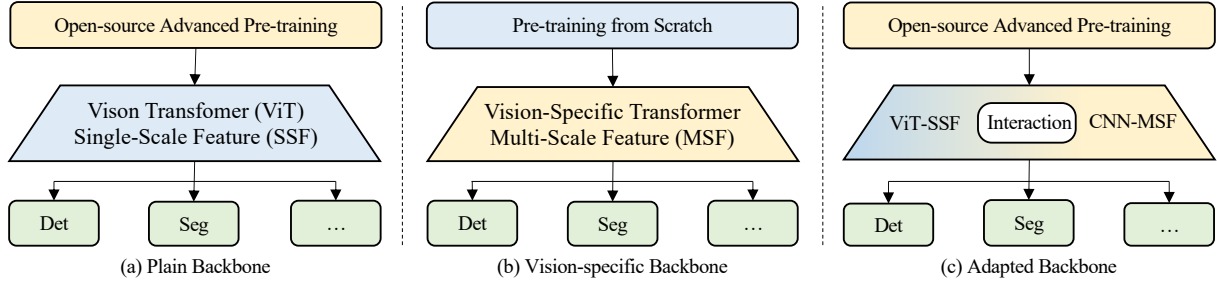 Open-source Advanced Pre-training
Vison Transfomer (ViT)
Single-Scale Feature (SSF)
Det
Seg
...
(a) Plain Backbone
Pre-training from Scratch
Vision-Specific Transformer
Multi-Scale Feature (MSF)
Det
Seg
...
(b) Vision-specific Backbone
Open-source Advanced Pre-training
ViT-SSF
Interaction
CNN-MSF
Det
Seg
...
(c) Adapted Backbone